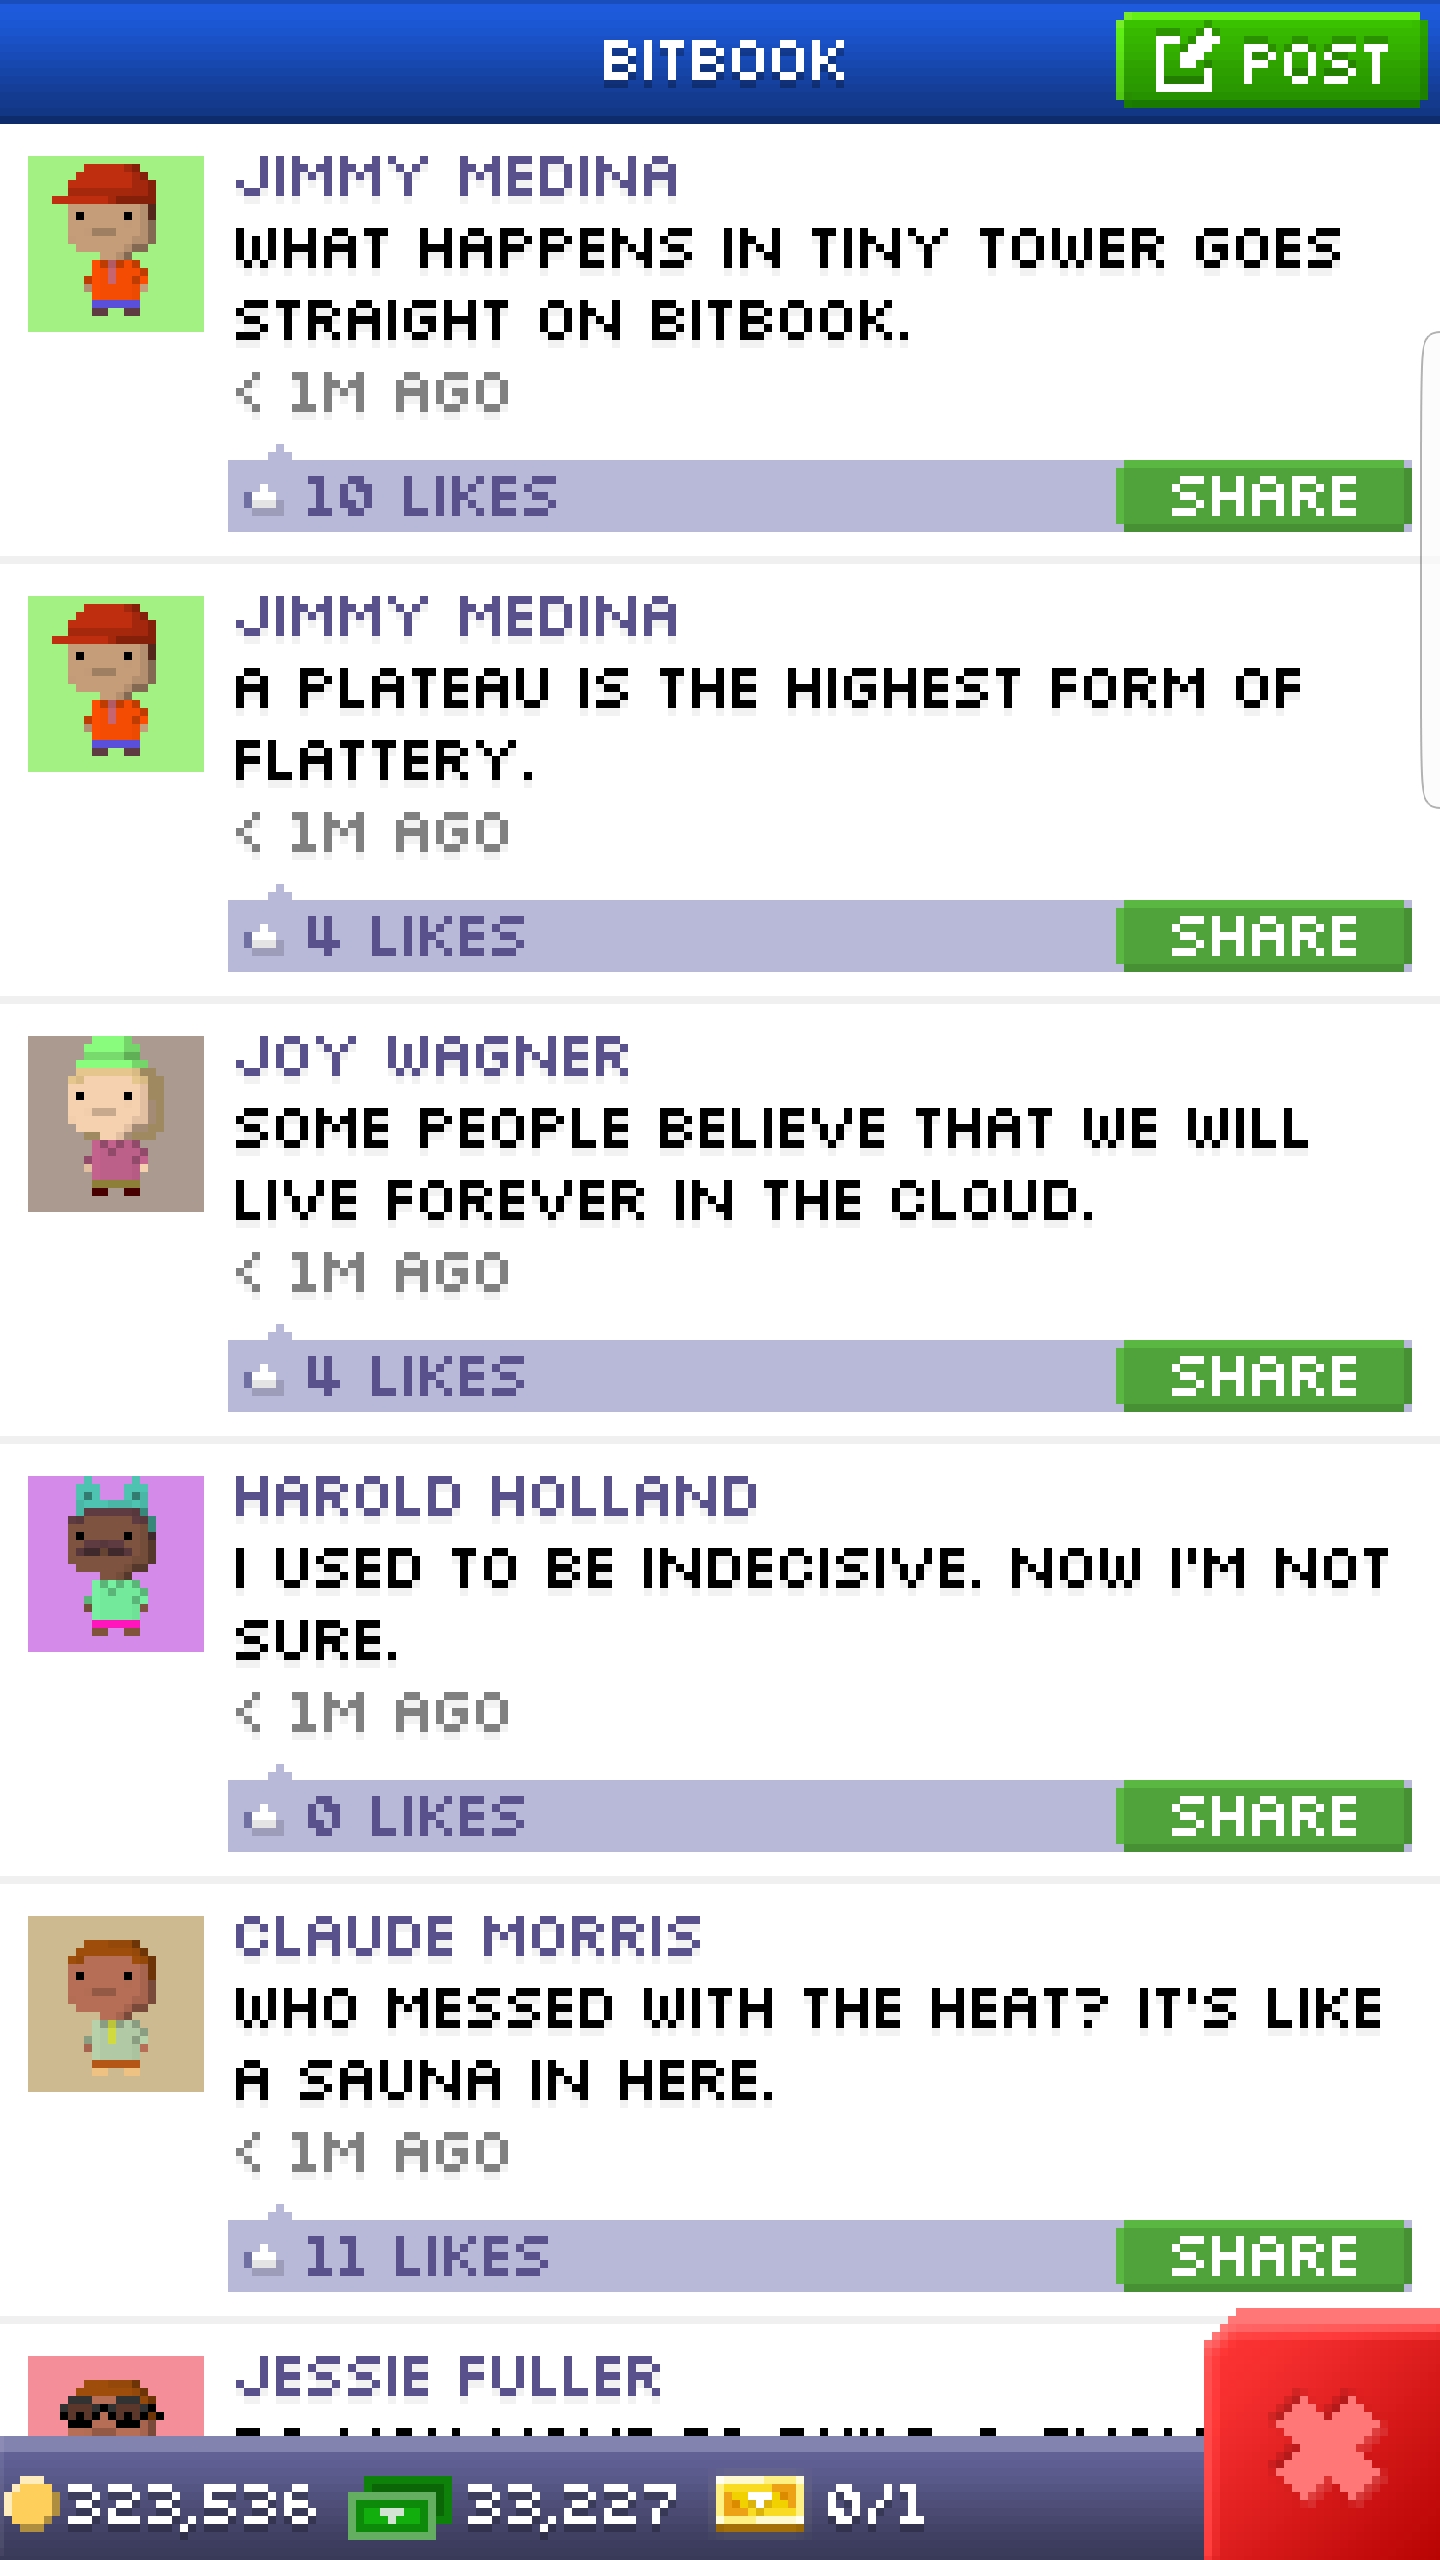 BITBOOK
POST
JIMMY MEDINA
WHAT HAPPENS IN TINY TOWER GOES
STRAIGHT ON BITBOOK.
< 1M AGO
10 LIKES
SHARE
JIMMY MEDINA
A PLATEAU IS THE HIGHEST FORM OF
FLATTERY.
< 1M AGO
4 LIKES
SHARE
JOY WAGNER
SOME PEOPLE BELIEVE THAT WE WILL
LIVE FOREVER IN THE CLOUD.
< 1M AGO
4 LIKES
SHARE
HAROLD HOLLAND
I USED TO BE INDECISIVE. NOW I'M NOT
SURE.
< 1M AGO
0 LIKES
SHARE
CLAUDE MORRIS
WHO MESSED WITH THE HEAT? IT'S LIKE
A SAUNA IN HERE.
< 1M AGO
11 LIKES
SHARE
JESSIE FULLER
323,536
33,227
0/1